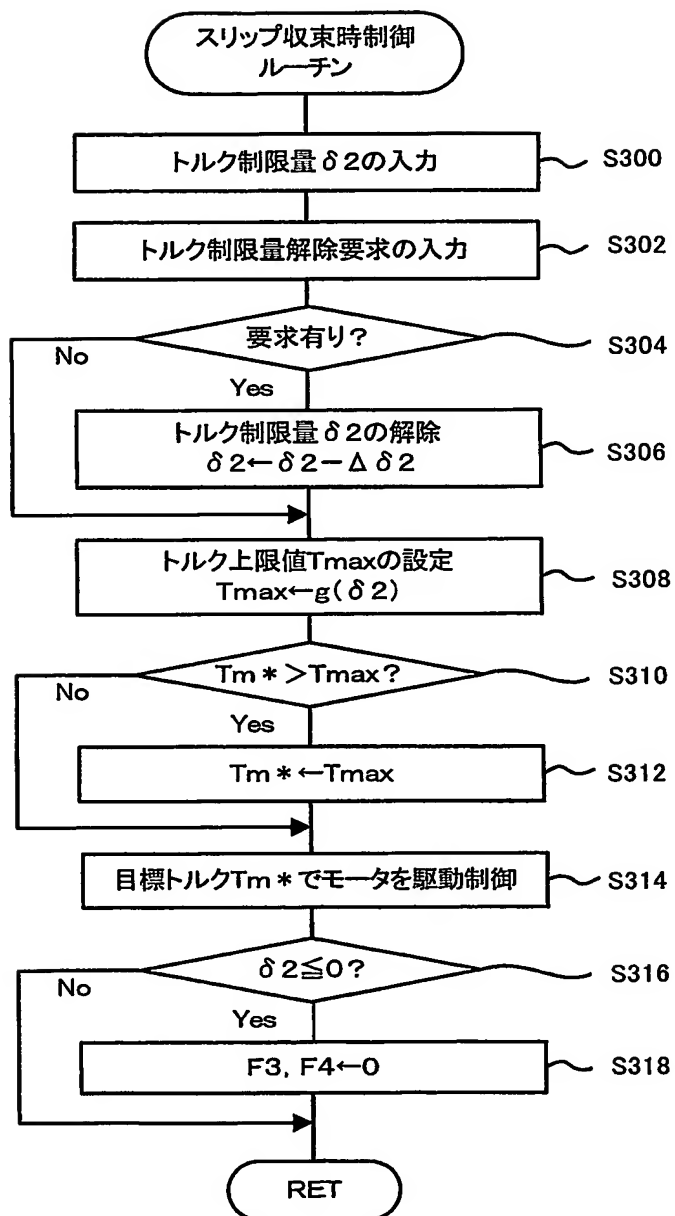 スリップ収束時制御
ルーチン
トルク制限量δ2の入力
S300
トルク制限量解除要求の入力
S302
要求有り?
S304
No
Yes
トルク制限量δ2の解除
δ2←δ2-Δδ2
S306
トルク上限値Tmaxの設定
Tmax←g(δ2)
S308
Tm*>Tmax?
S310
No
Yes
Tm*←Tmax
S312
目標トルクTm*でモータを駆動制御
S314
δ2≦0?
S316
No
Yes
F3, F4←0
S318
RET